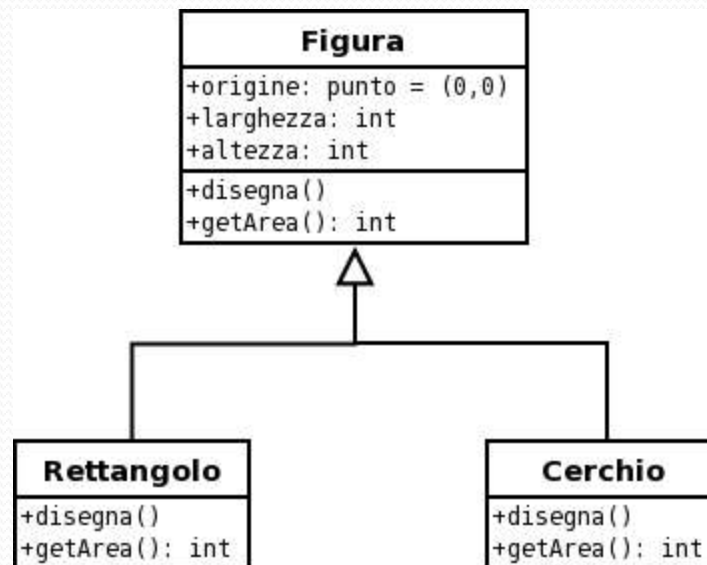 Figura
+origine: punto = (0,0)
+larghezza: int
+altezza: int
+disegna()
+getArea(): int
Rettangolo
+disegna()
+getArea(): int
Cerchio
+disegna()
+getArea(): int